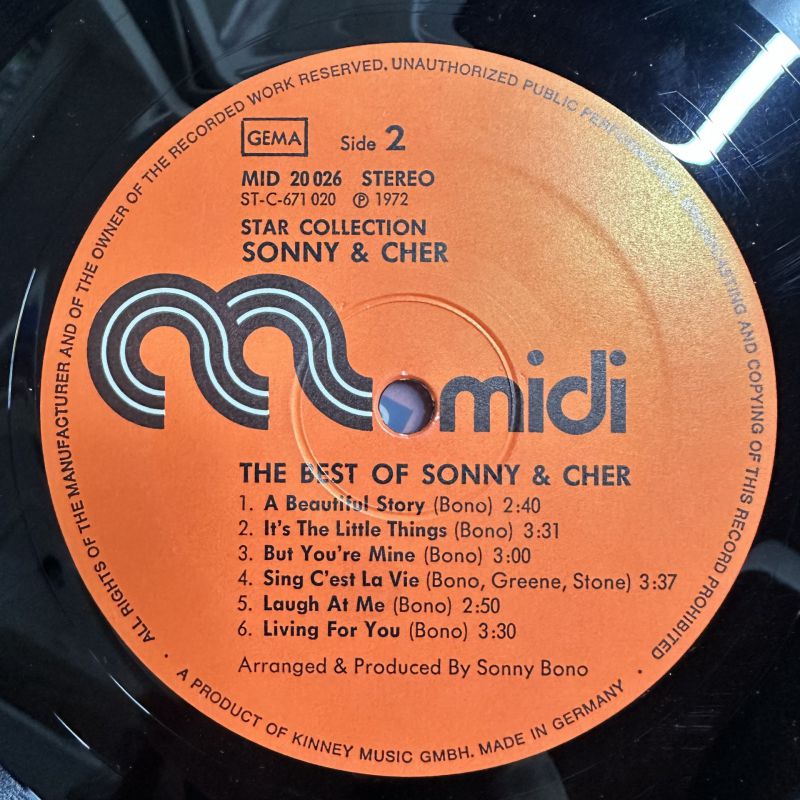 GEMA
Side 2
MID 20 026 STEREO
ST-C-671 020 ℗ 1972
STAR COLLECTION
SONNY & CHER
midi
THE BEST OF SONNY & CHER
1. A Beautiful Story (Bono) 2:40
2. It's The Little Things (Bono) 3:31
3. But You're Mine (Bono) 3:00
4. Sing C'est La Vie (Bono, Greene, Stone) 3:37
5. Laugh At Me (Bono) 2:50
6. Living For You (Bono) 3:30
Arranged & Produced By Sonny Bono
· ALL RIGHTS OF THE MANUFACTURER AND OF THE OWNER OF THE RECORDED WORK RESERVED. UNAUTHORIZED PUBLIC PERFORMANCE, BROADCASTING AND COPYING OF THIS RECORD PROHIBITED ·
A PRODUCT OF KINNEY MUSIC GMBH. MADE IN GERMANY